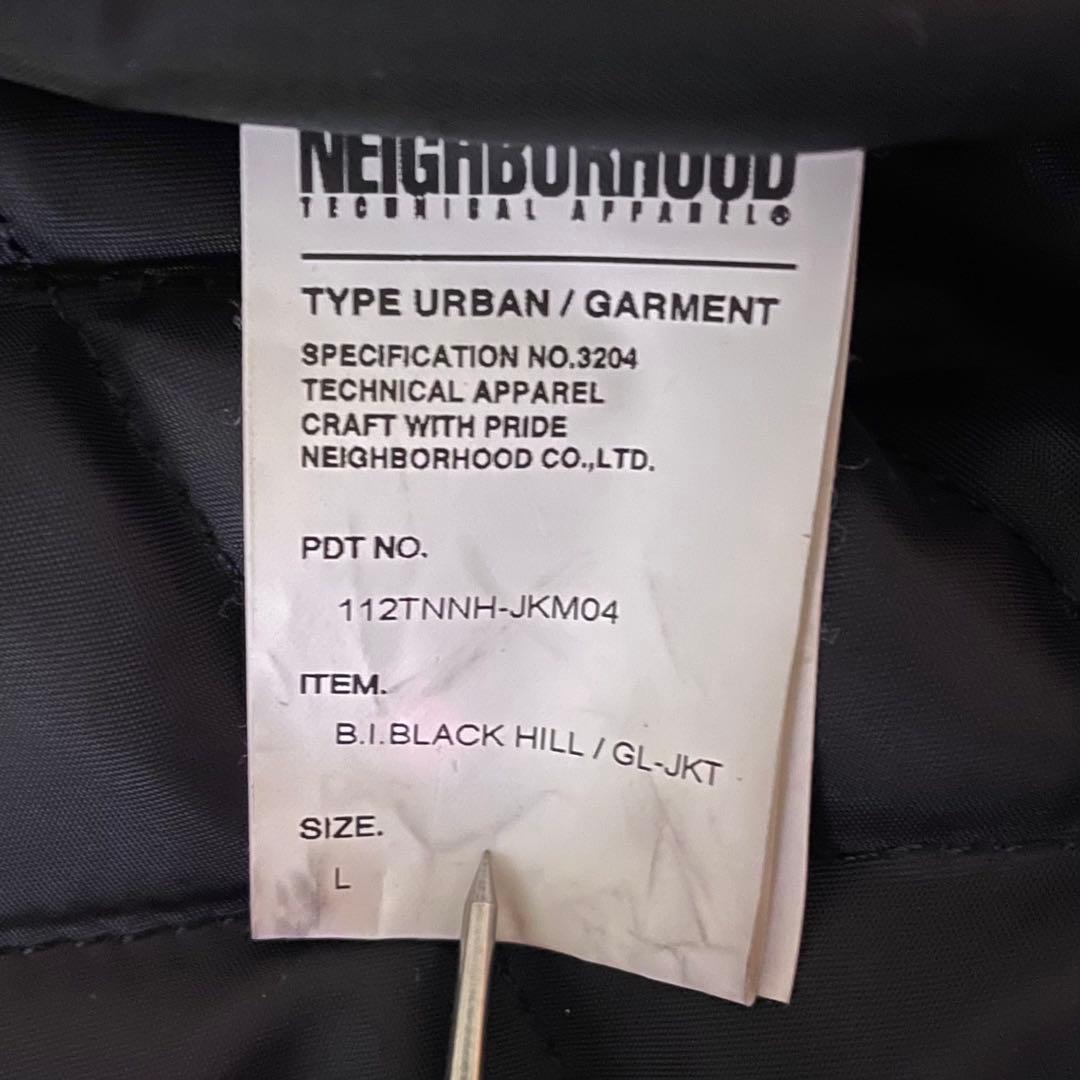 NEIGHBORHOOD
TECHNICAL APPAREL®
TYPE URBAN / GARMENT
SPECIFICATION NO.3204
TECHNICAL APPAREL
CRAFT WITH PRIDE
NEIGHBORHOOD CO.,LTD.
PDT NO.
112TNNH-JKM04
ITEM.
B.I.BLACK HILL / GL-JKT
SIZE.
L